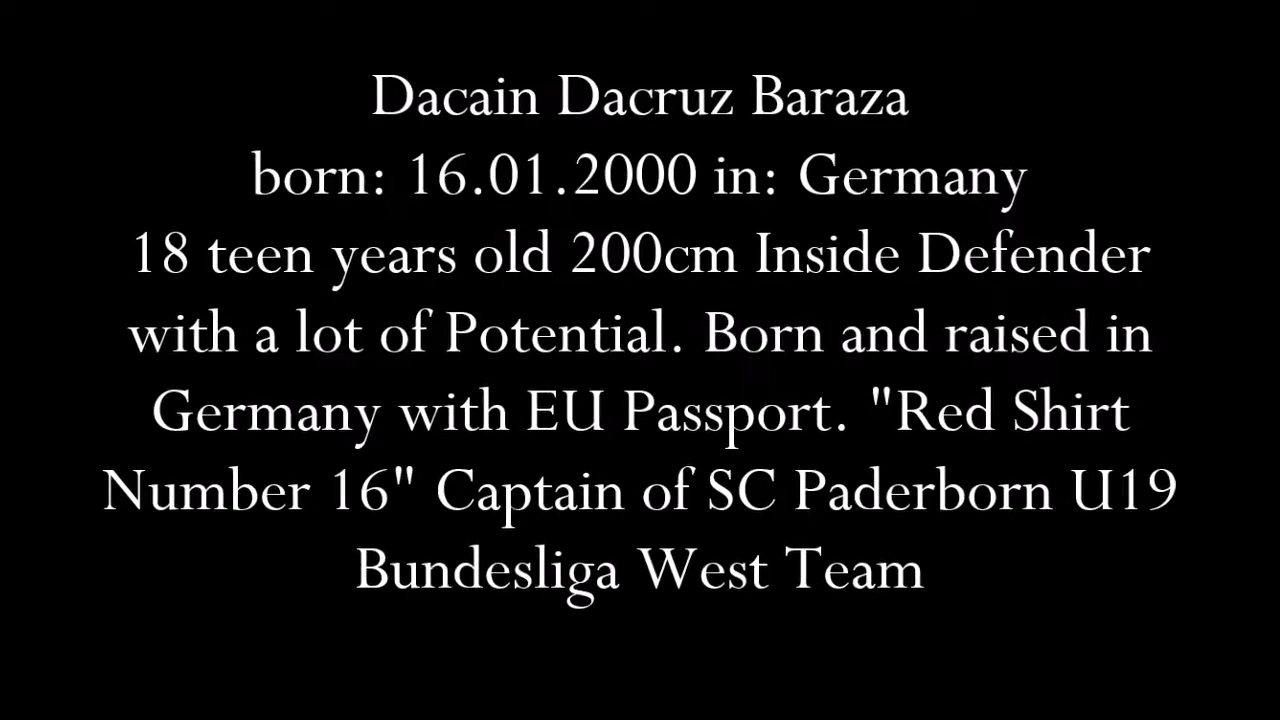 Dacain Dacruz Baraza
born: 16.01.2000 in: Germany
18 teen years old 200cm Inside Defender
with a lot of Potential. Born and raised in
Germany with EU Passport. "Red Shirt
Number 16" Captain of SC Paderborn U19
Bundesliga West Team